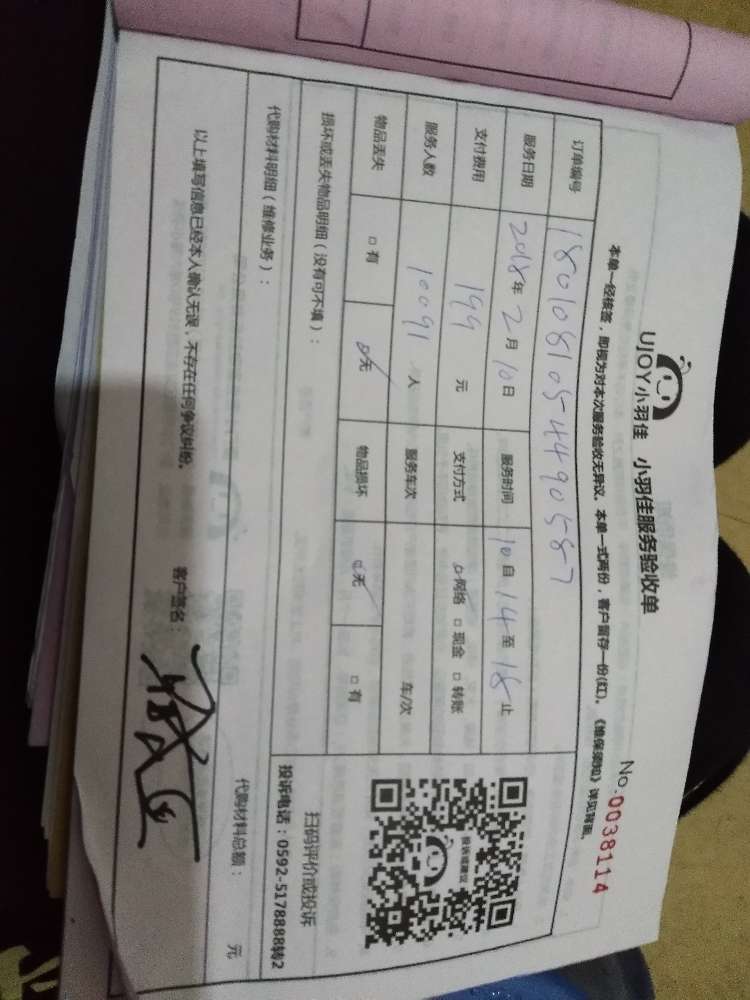 UJOY小羽佳 小羽佳服务验收单
No.0038114
本单一经核签，即视为对本次服务验收无异议。本单一式两份，客户留存一份(红)。《维保须知》详见背面。
订单编号 1801081054490587
服务日期 2018年2月10日 服务时间 10自14至18止
支付费用 199 元 支付方式 ☑网络 □现金 □转账
服务人数 10091 人 服务车次 车/次
物品丢失 □有 ☑无 物品损坏 ☑无 □有
投诉或建议
扫码评价或投诉
投诉电话：0592-5178888转2
损坏或丢失物品明细（没有可不填）：
代购材料明细（维修业务）：
代购材料总额： 元
以上填写信息已经本人确认无误，不存在任何争议纠纷。 客户签名：